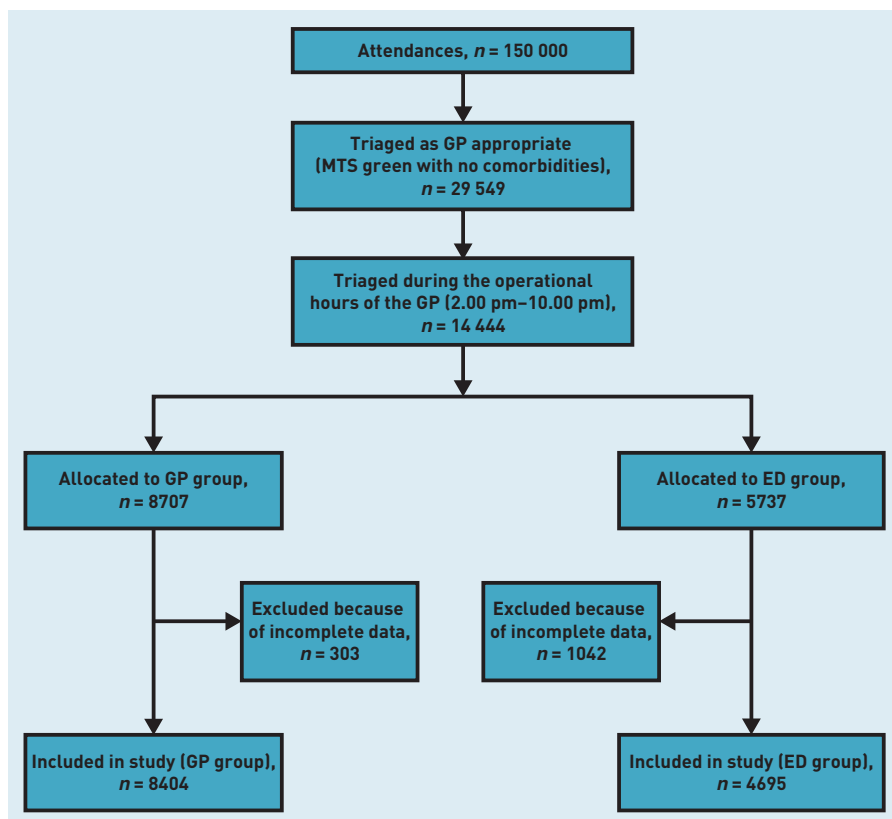 Attendances, n = 150 000
Triaged as GP appropriate
(MTS green with no comorbidities),
n = 29 549
Triaged during the operational
hours of the GP (2.00 pm–10.00 pm),
n = 14 444
Allocated to GP group,
n = 8707
Allocated to ED group,
n = 5737
Excluded because
of incomplete data,
n = 303
Excluded because
of incomplete data,
n = 1042
Included in study (GP group),
n = 8404
Included in study (ED group),
n = 4695